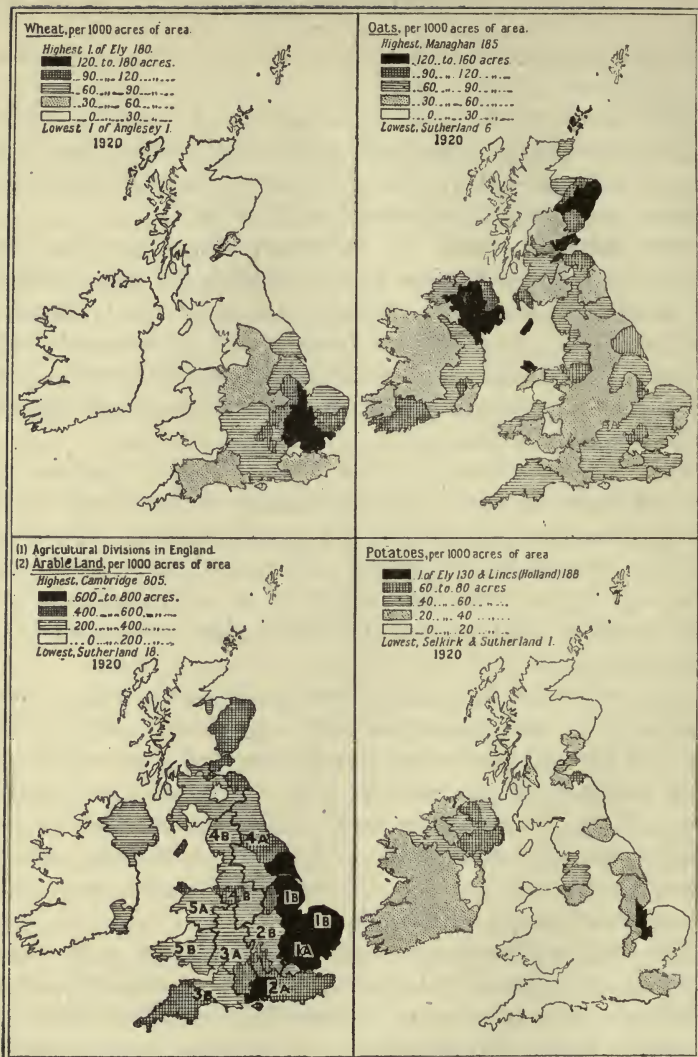 Wheat, per 1000 acres of area.
Highest I. of Ely 180.
120. to. 180 acres.
..90..„..120..„..„..
..60..„..90..„..„..
..30..„..60..„..„..
..0..„..30..„..
Lowest I of Anglesey 1.
1920
Oats, per 1000 acres of area.
Highest, Managhan 185
.120..to. 160 acres
..90..„..120..„..„..
..60..„..90..„..„..
..30..„..60..„..„..
..0..„..30..„..
Lowest, Sutherland 6
1920
(1) Agricultural Divisions in England.
(2) Arable Land, per 1000 acres of area
Highest, Cambridge 805.
.600..to 800 acres.
400..„..600..„..„..
200..„..400..„..„..
..0..„..200..„..
Lowest, Sutherland 18.
1920
4B
4A
1B
B
5A
1B
2B
1A
5B
3A
2A
3B
Potatoes, per 1000 acres of area
I. of Ely 130 & Lincs (Holland) 188
.60 to 80 acres
.40..„..60..„..
.20..„..40..„..
..0..„..20..„..
Lowest, Selkirk & Sutherland 1.
1920